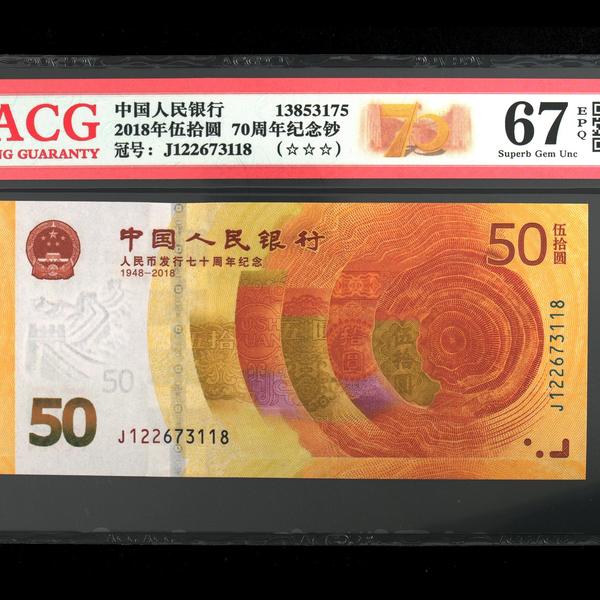 ACG
NG GUARANTY
中国人民银行 13853175
2018年伍拾圆 70周年纪念钞
冠号：J122673118 (☆☆☆)
70
67
EPQ
Superb Gem Unc
中国人民银行
人民币发行七十周年纪念
1948-2018
50
伍拾圆
50
50
J122673118
J122673118